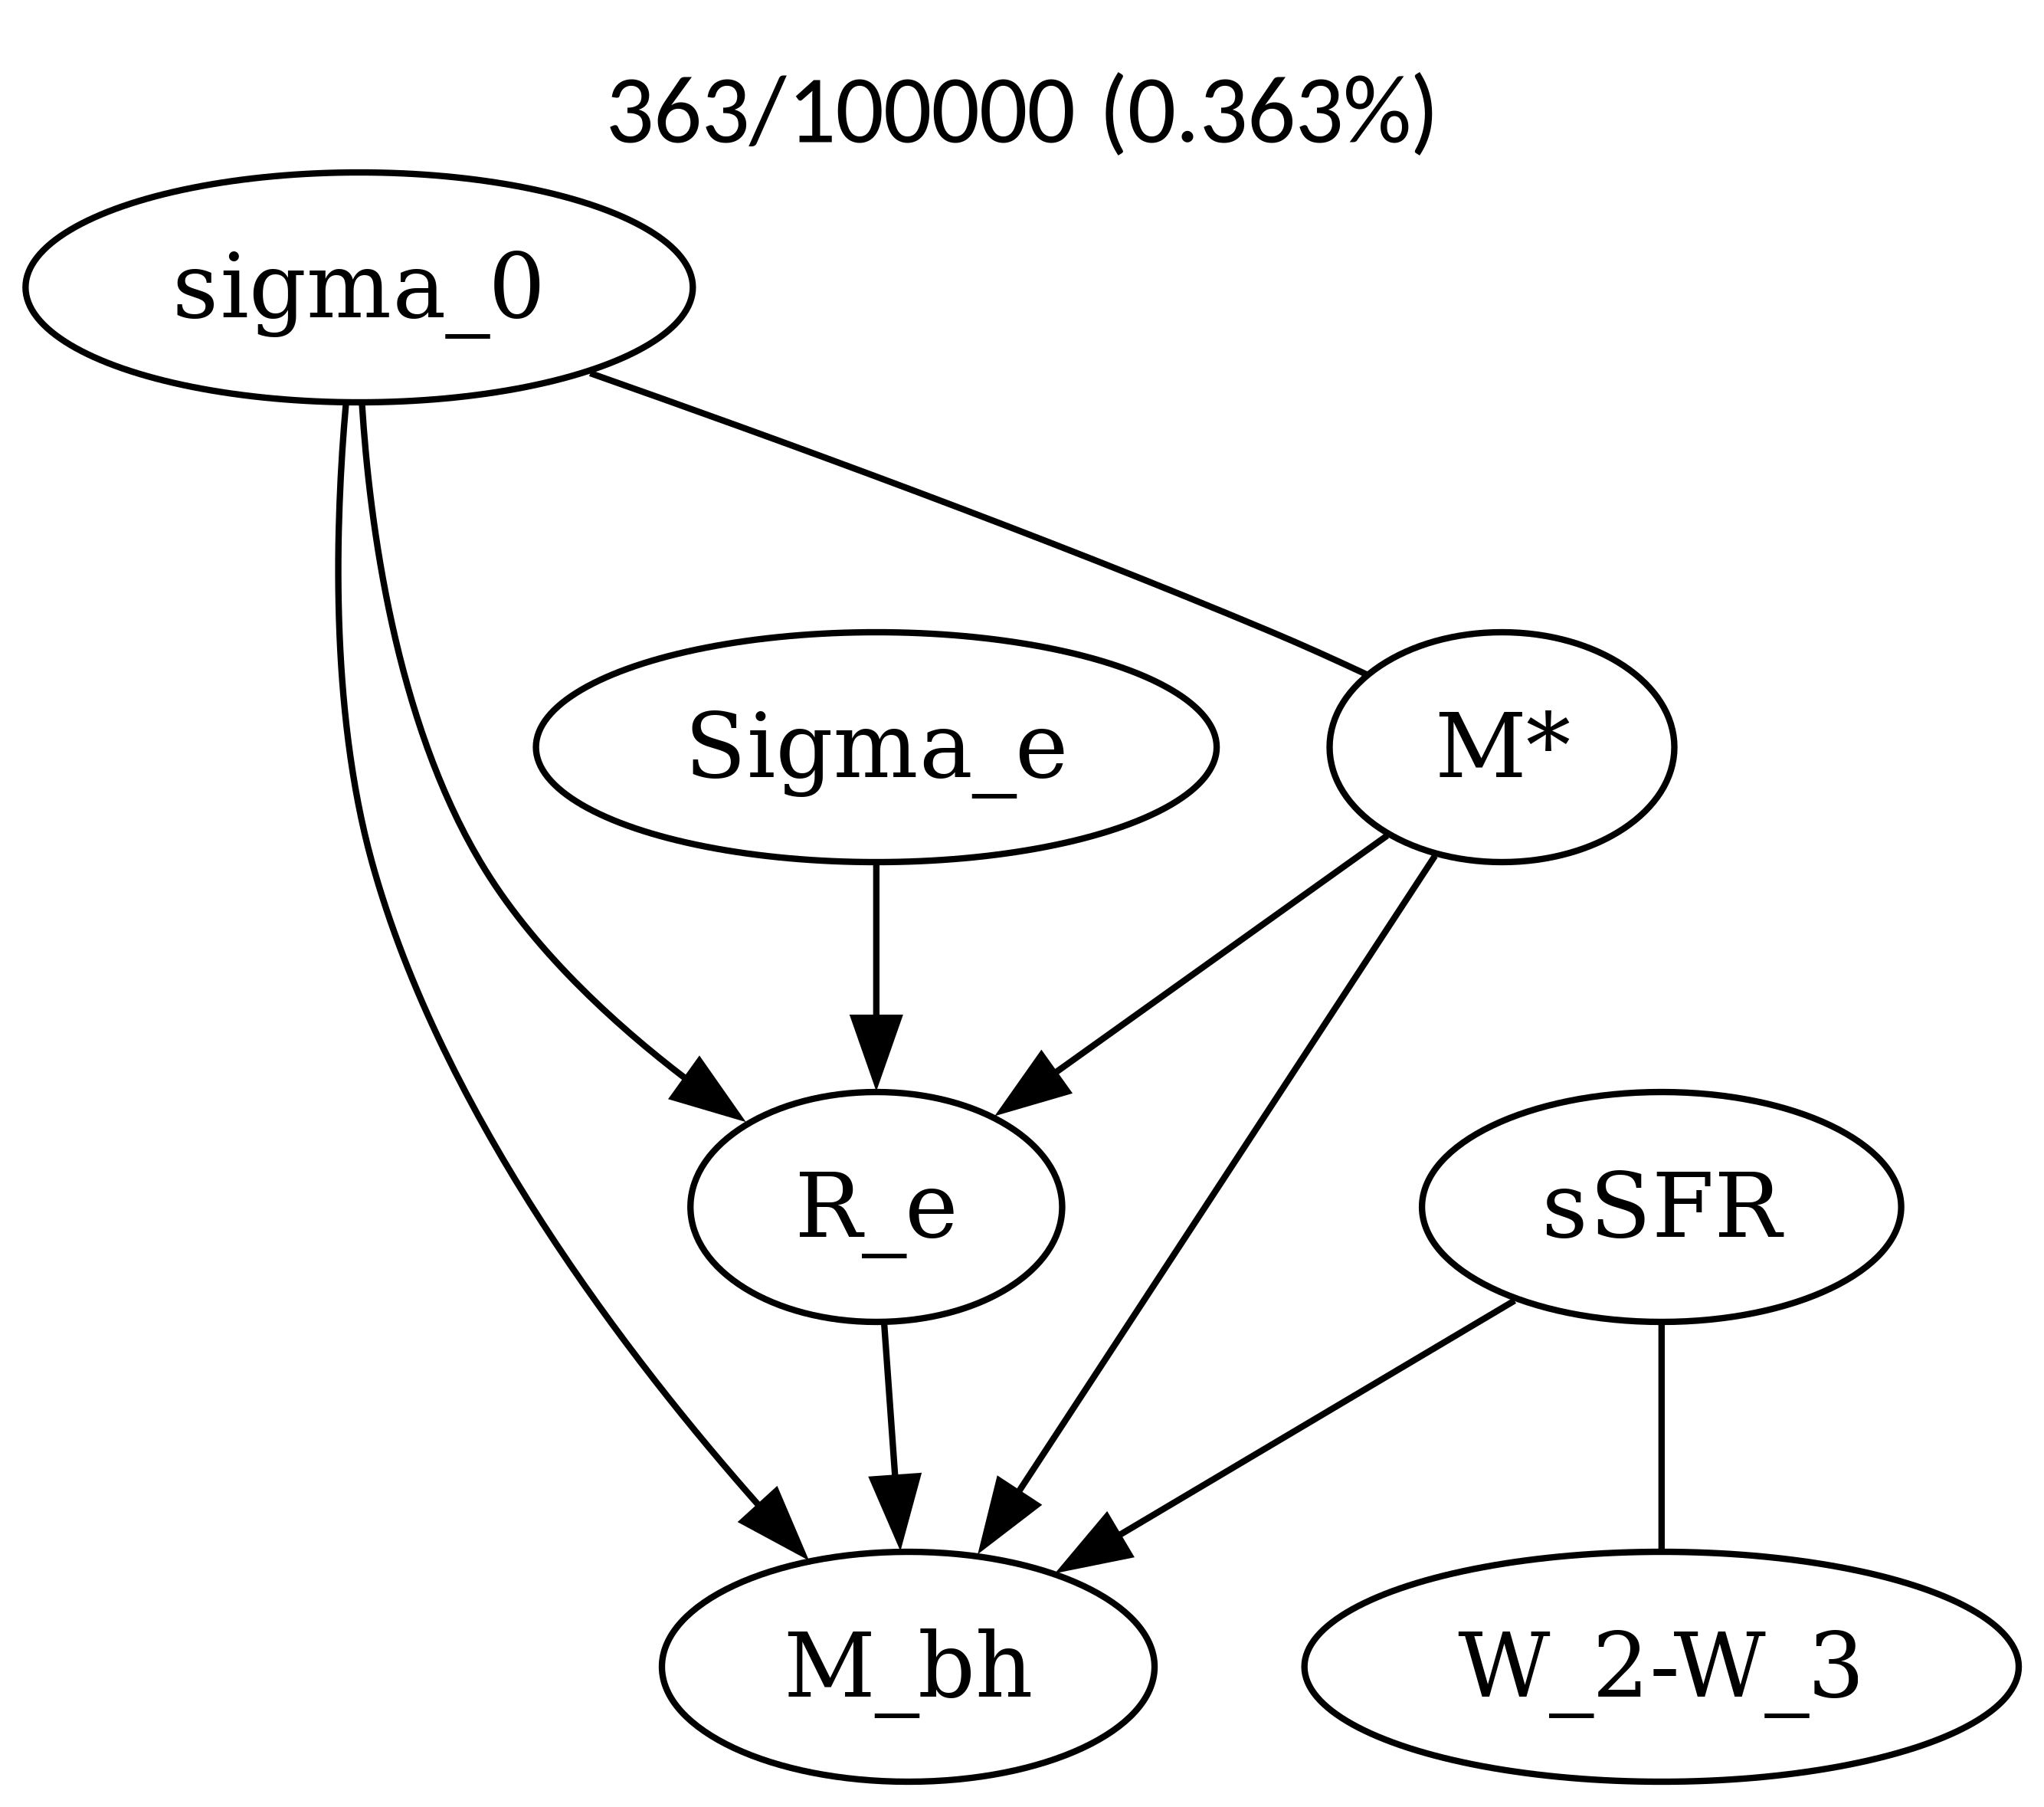 363/100000 (0.363%)
sigma_0
Sigma_e
M*
R_e
sSFR
M_bh
W_2-W_3